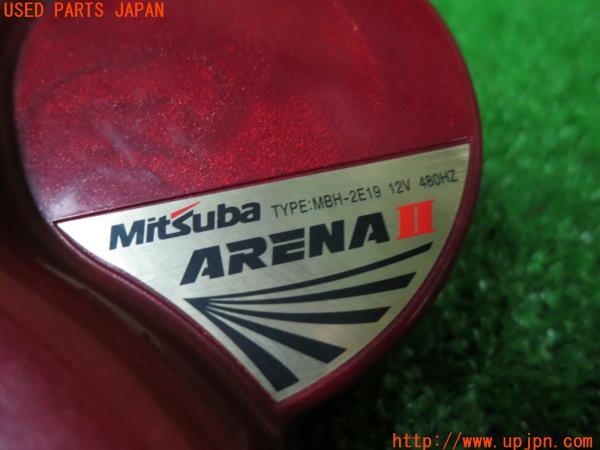 USED PARTS JAPAN
MITSUBA TYPE:MBH-2E19 12V 480HZ
ARENA II
http://www.upjpn.com/